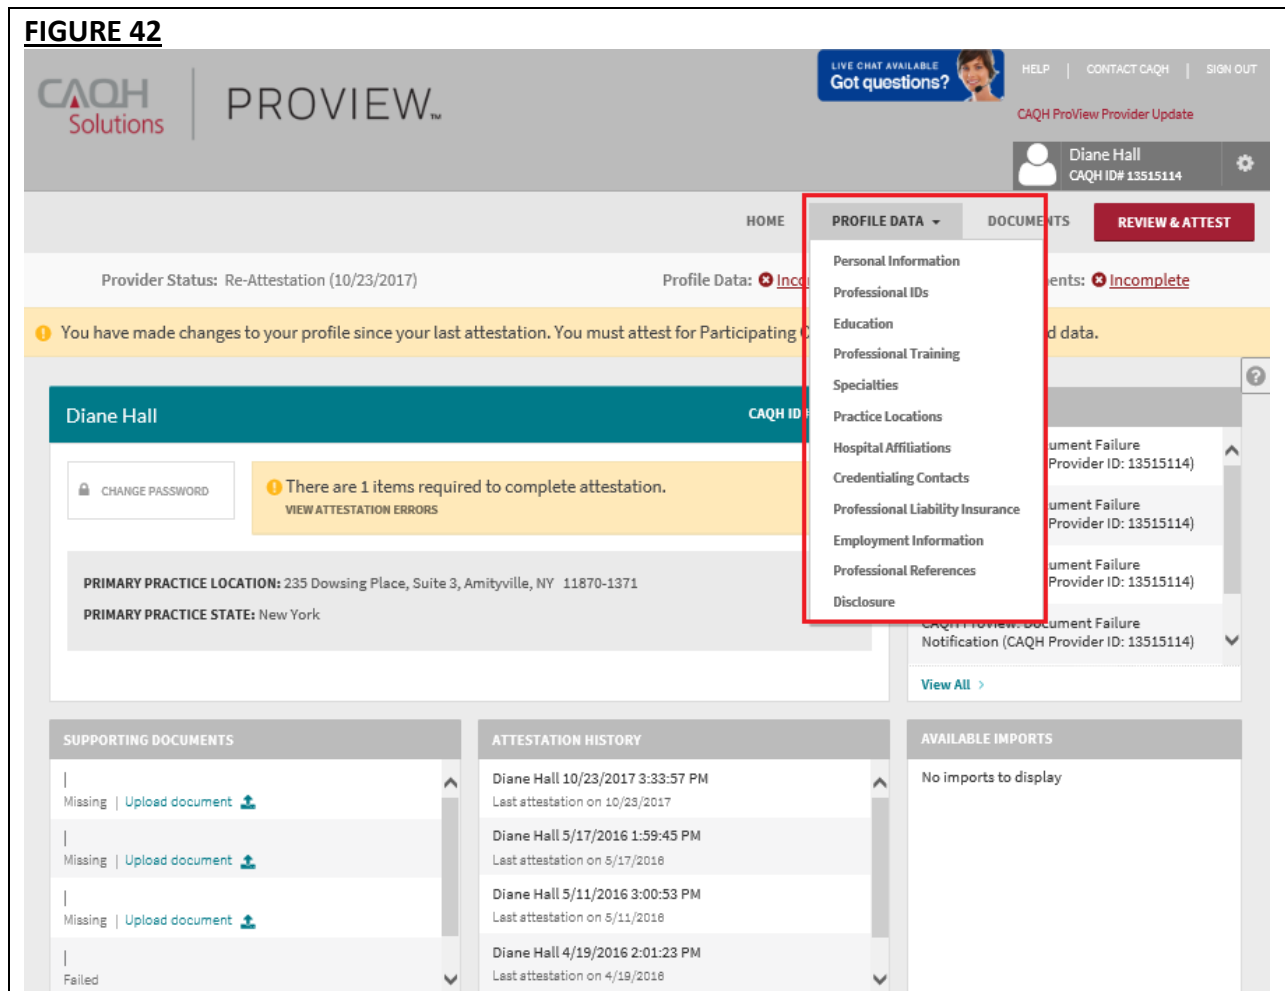 FIGURE 42
CAQH Solutions
PROVIEW™
LIVE CHAT AVAILABLE
Got questions?
HELP | CONTACT CAQH | SIGN OUT
CAQH ProView Provider Update
Diane Hall
CAQH ID# 13515114
HOME
PROFILE DATA
DOCUMENTS
REVIEW & ATTEST
Personal Information
Professional IDs
Education
Professional Training
Specialties
Practice Locations
Hospital Affiliations
Credentialing Contacts
Professional Liability Insurance
Employment Information
Professional References
Disclosure
Provider Status: Re-Attestation (10/23/2017)
Profile Data: Inco
ents: Incomplete
You have made changes to your profile since your last attestation. You must attest for Participating
d data.
Diane Hall
CAQH ID
CHANGE PASSWORD
There are 1 items required to complete attestation.
VIEW ATTESTATION ERRORS
PRIMARY PRACTICE LOCATION: 235 Dowsing Place, Suite 3, Amityville, NY 11870-1371
PRIMARY PRACTICE STATE: New York
ument Failure
Provider ID: 13515114)
ument Failure
Provider ID: 13515114)
ument Failure
Provider ID: 13515114)
CAQH ProView: Document Failure
Notification (CAQH Provider ID: 13515114)
View All >
SUPPORTING DOCUMENTS
|
Missing | Upload document
|
Missing | Upload document
|
Missing | Upload document
|
Failed
ATTESTATION HISTORY
Diane Hall 10/23/2017 3:33:57 PM
Last attestation on 10/23/2017
Diane Hall 5/17/2016 1:59:45 PM
Last attestation on 5/17/2016
Diane Hall 5/11/2016 3:00:53 PM
Last attestation on 5/11/2016
Diane Hall 4/19/2016 2:01:23 PM
Last attestation on 4/19/2016
AVAILABLE IMPORTS
No imports to display